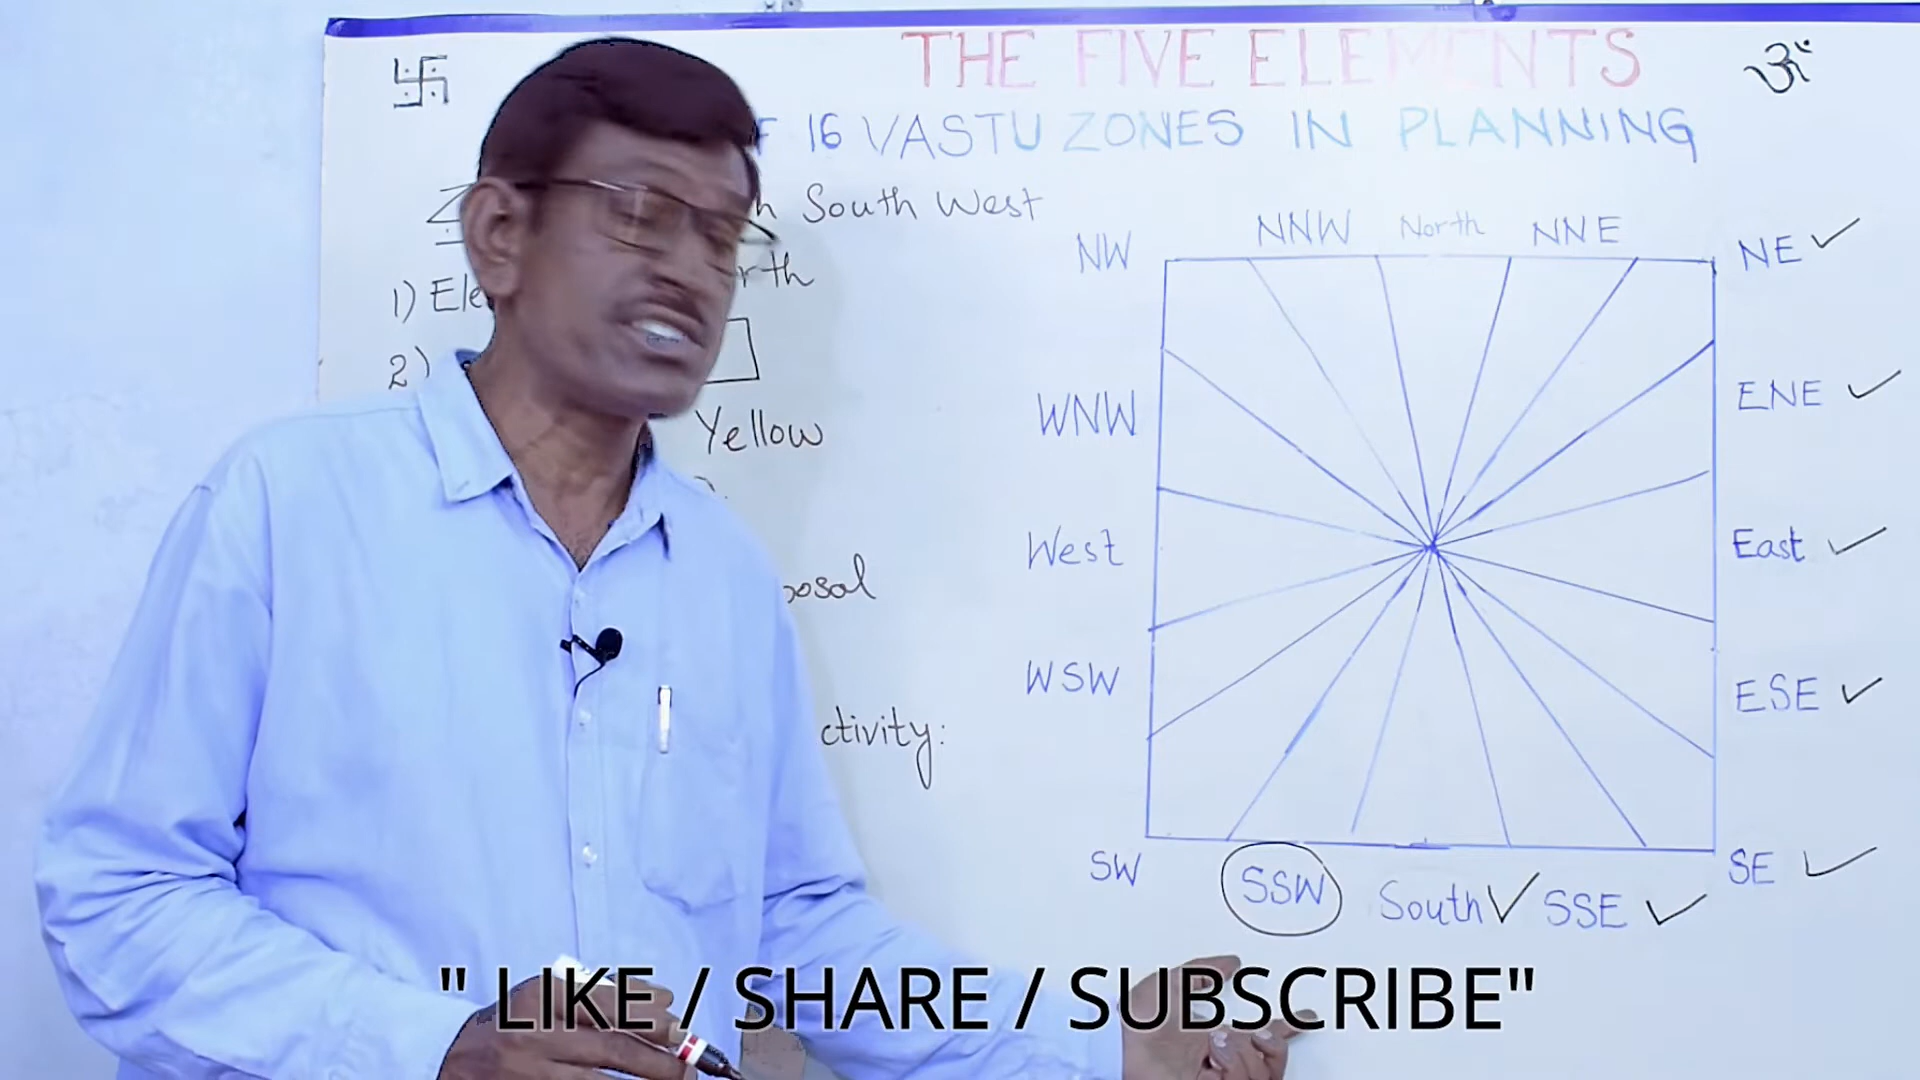 THE FIVE ELEMENTS
ॐ
16 VASTU ZONES IN PLANNING
South West
1) Ele
rth
2)
Yellow
posal
ctivity:
NW NNW North NNE NE ✓
WNW ENE ✓
West East ✓
WSW ESE ✓
SW SSW South ✓ SSE ✓ SE ✓
" LIKE / SHARE / SUBSCRIBE"